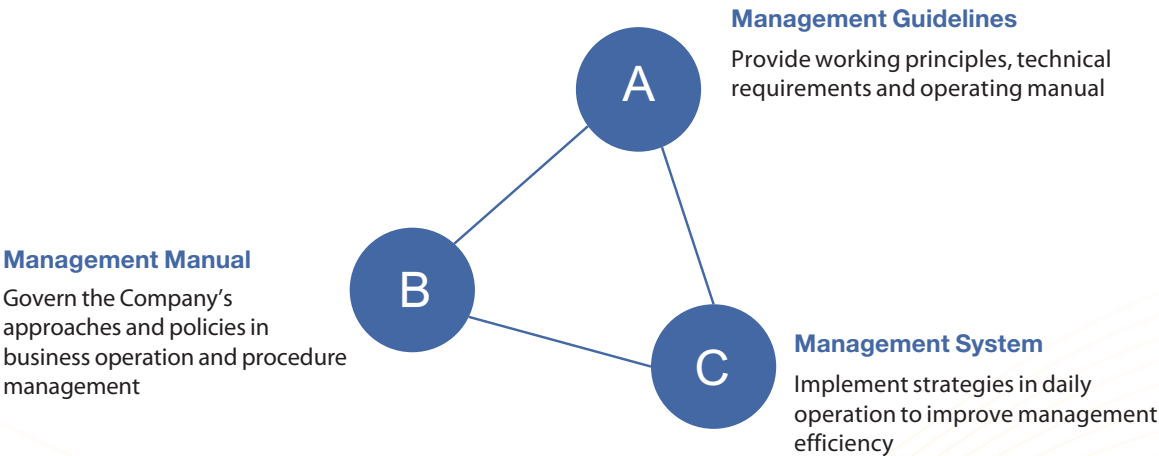 Management Guidelines
Provide working principles, technical
requirements and operating manual
A
Management Manual
Govern the Company’s
approaches and policies in
business operation and procedure
management
B
Management System
Implement strategies in daily
operation to improve management
efficiency
C